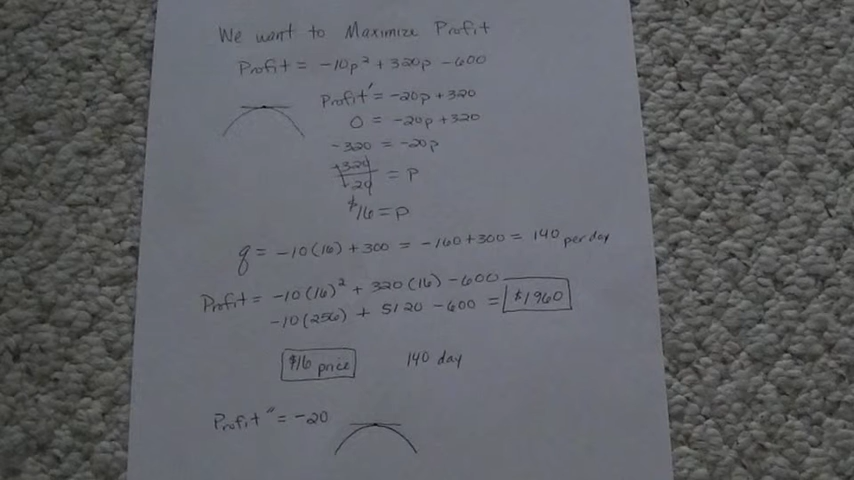 We want to Maximize Profit
Profit = -10p² + 320p - 600
Profit' = -20p + 320
0 = -20p + 320
-320 = -20p
+320/-20 = p
$16 = p
q = -10(16) + 300 = -160 + 300 = 140 per day
Profit = -10(16)² + 320(16) - 600
-10(256) + 5120 - 600 = $1960
$16 price 140 day
Profit" = -20